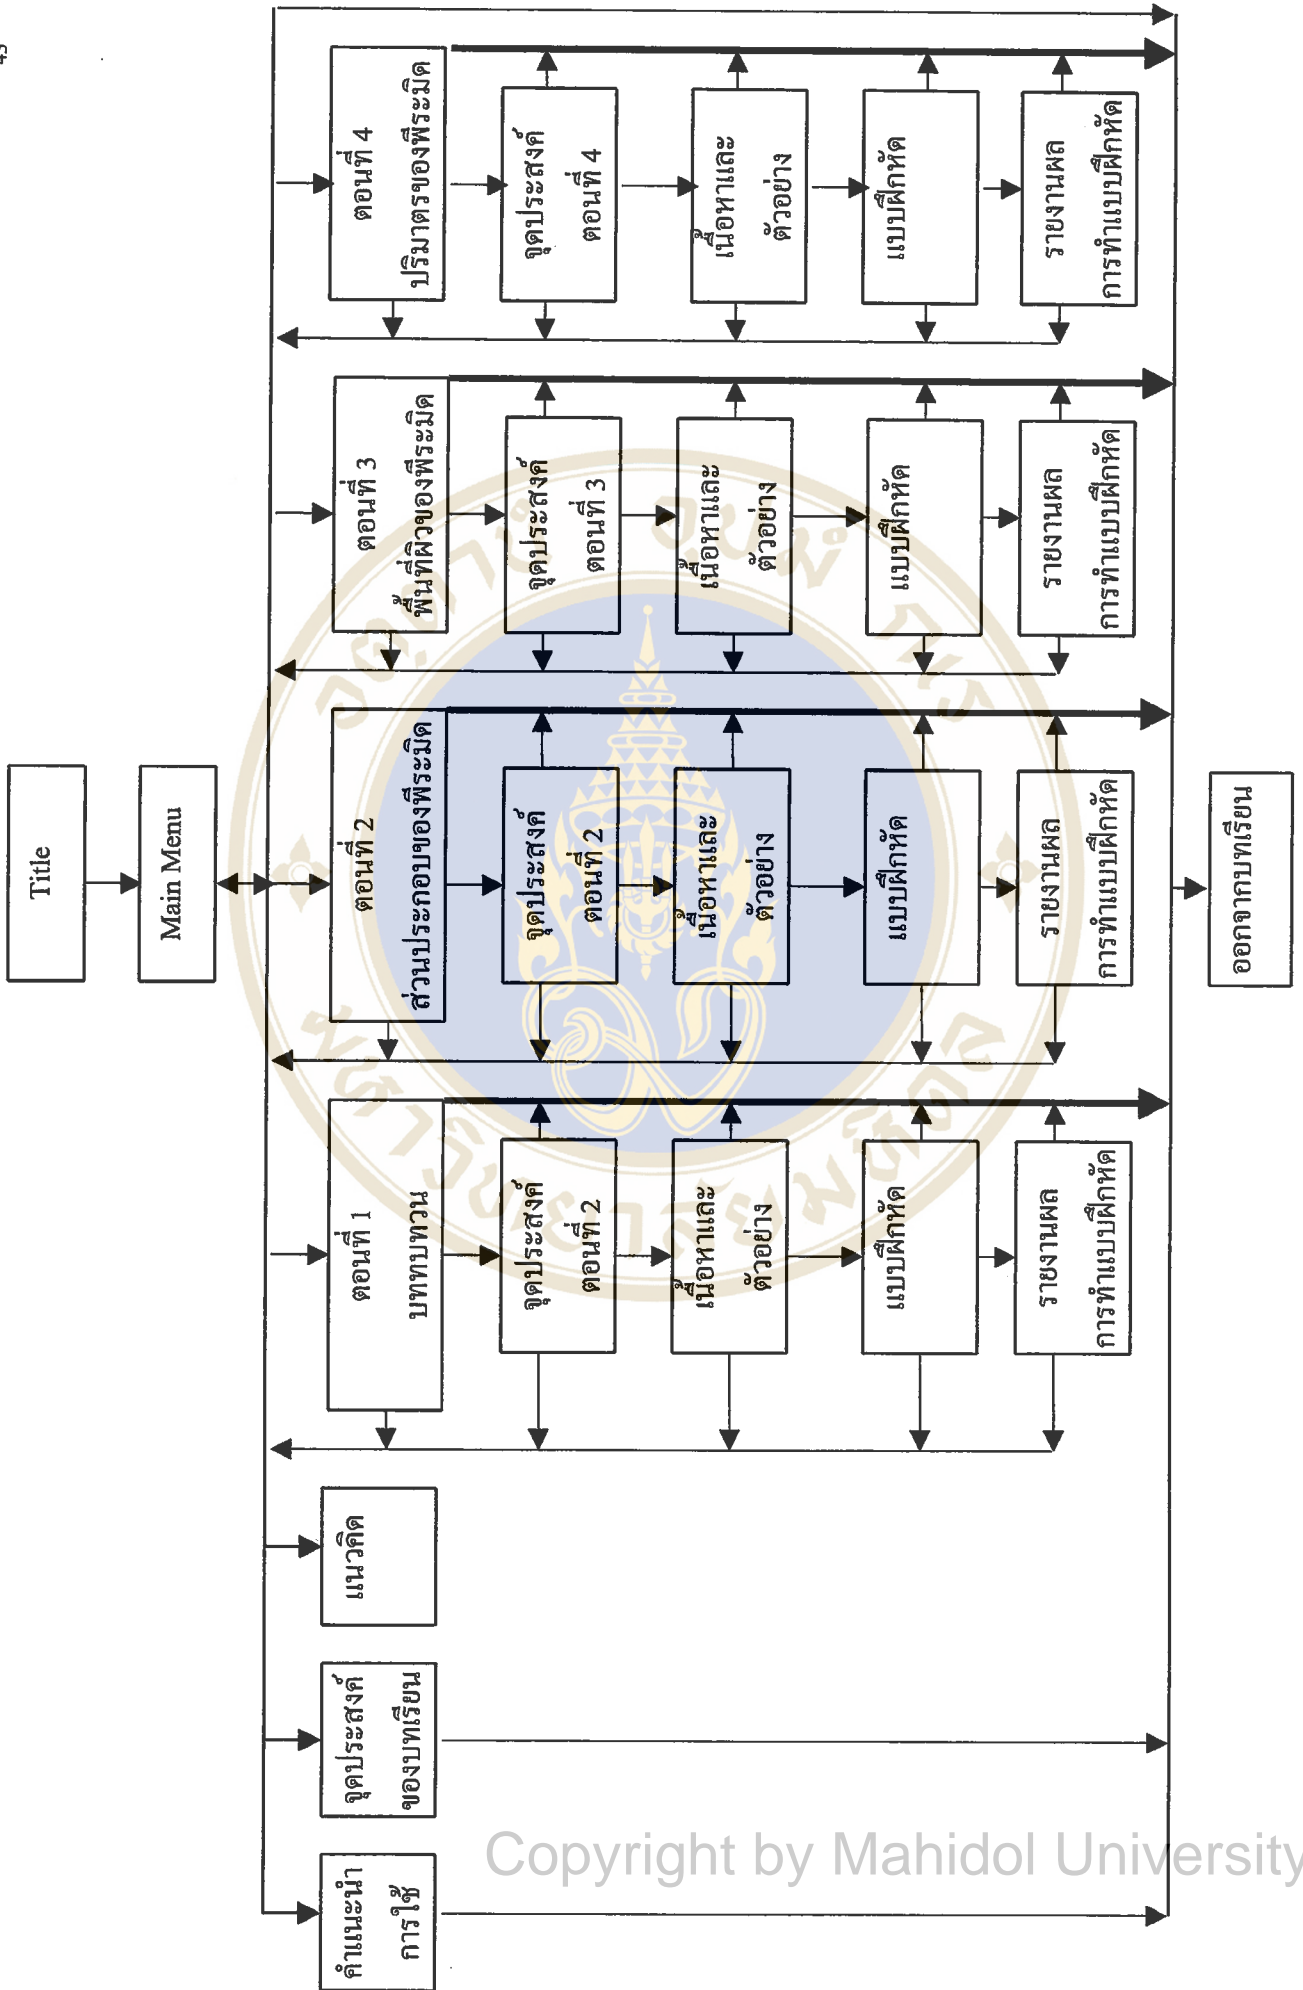 43
Title
Main Menu
คำแนะนำ
การใช้
จุดประสงค์
ของบทเรียน
แนวคิด
ตอนที่ 1
บททบทวน
ตอนที่ 2
ส่วนประกอบของพีระมิด
ตอนที่ 3
พื้นที่ผิวของพีระมิด
ตอนที่ 4
ปริมาตรของพีระมิด
จุดประสงค์
ตอนที่ 2
จุดประสงค์
ตอนที่ 2
จุดประสงค์
ตอนที่ 3
จุดประสงค์
ตอนที่ 4
เนื้อหาและ
ตัวอย่าง
เนื้อหาและ
ตัวอย่าง
เนื้อหาและ
ตัวอย่าง
เนื้อหาและ
ตัวอย่าง
แบบฝึกหัด
แบบฝึกหัด
แบบฝึกหัด
แบบฝึกหัด
รายงานผล
การทำแบบฝึกหัด
รายงานผล
การทำแบบฝึกหัด
รายงานผล
การทำแบบฝึกหัด
รายงานผล
การทำแบบฝึกหัด
ออกจากบทเรียน
มหาวิทยาลัยมหิดล
Copyright by Mahidol University